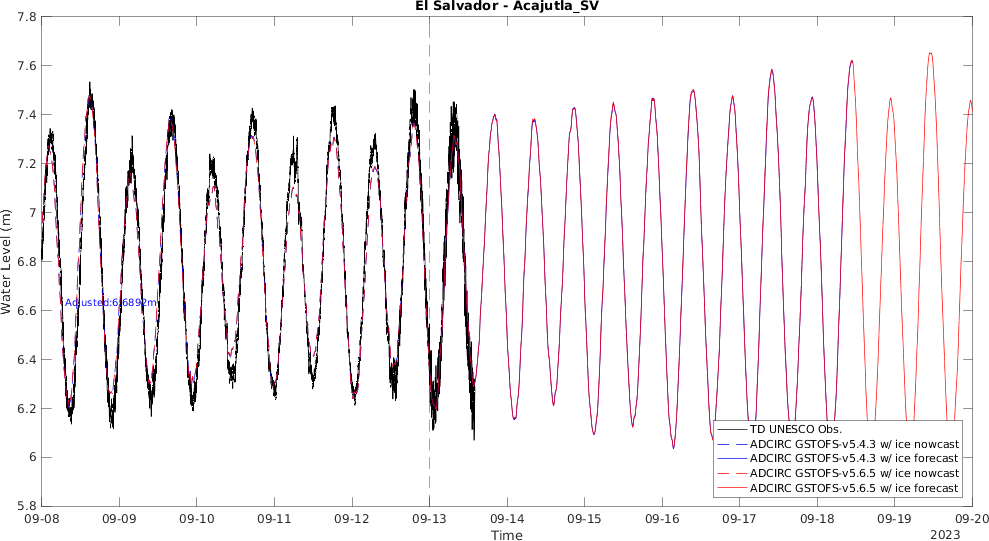 El Salvador - Acajutla_SV
7.8
7.6
7.4
7.2
7
6.8
6.6
6.4
6.2
6
5.8
Water Level (m)
Adjusted:6.6892m
TD UNESCO Obs.
ADCIRC GSTOFS-v5.4.3 w/ ice nowcast
ADCIRC GSTOFS-v5.4.3 w/ ice forecast
ADCIRC GSTOFS-v5.6.5 w/ ice nowcast
ADCIRC GSTOFS-v5.6.5 w/ ice forecast
09-08 09-09 09-10 09-11 09-12 09-13 09-14 09-15 09-16 09-17 09-18 09-19 09-20
Time
2023